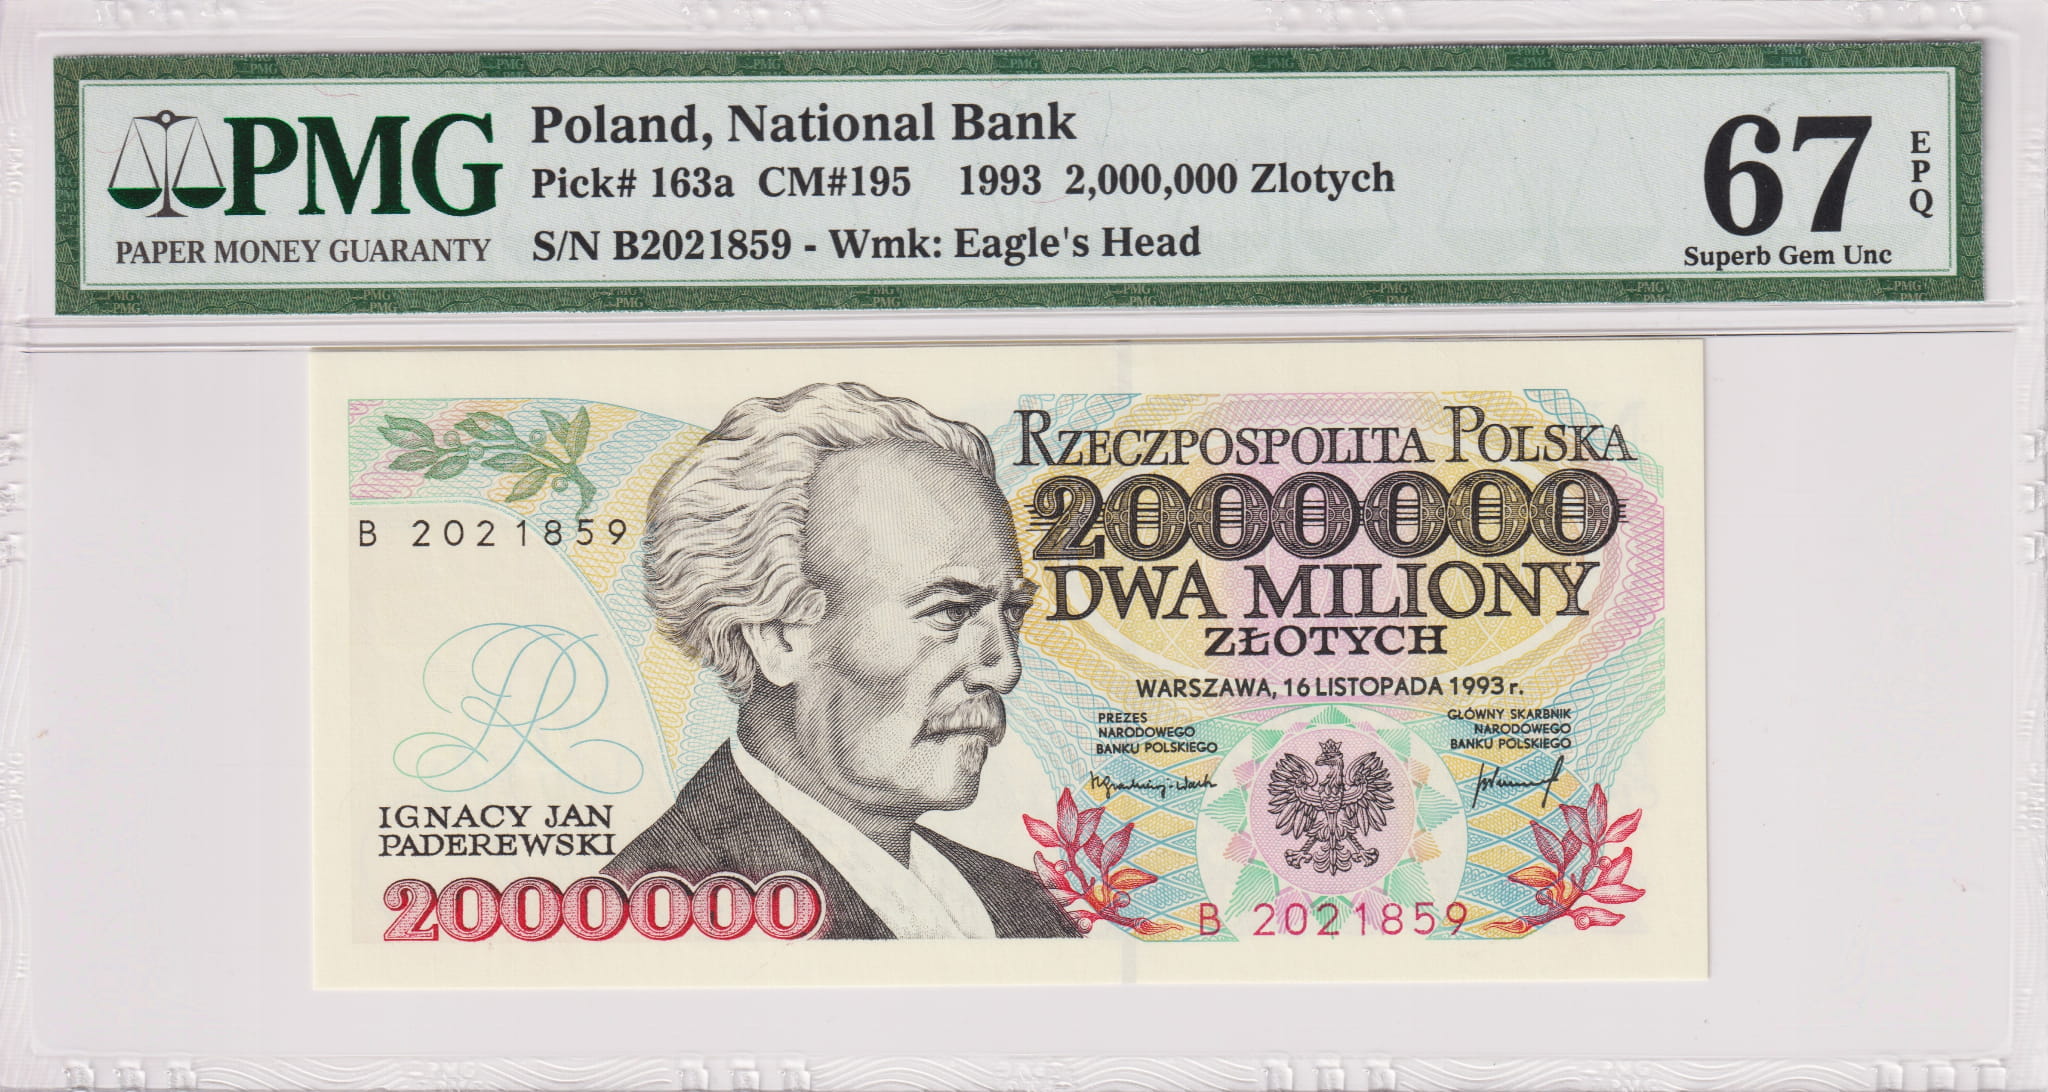 PMG
PAPER MONEY GUARANTY
Poland, National Bank
Pick# 163a CM#195 1993 2,000,000 Zlotych
S/N B2021859 - Wmk: Eagle's Head
67
EPQ
Superb Gem Unc
RZECZPOSPOLITA POLSKA
2000000
DWA MILIONY
ZŁOTYCH
B 2021859
WARSZAWA, 16 LISTOPADA 1993 r.
PREZES
NARODOWEGO
BANKU POLSKIEGO
GŁÓWNY SKARBNIK
NARODOWEGO
BANKU POLSKIEGO
IGNACY JAN
PADEREWSKI
2000000
B 2021859